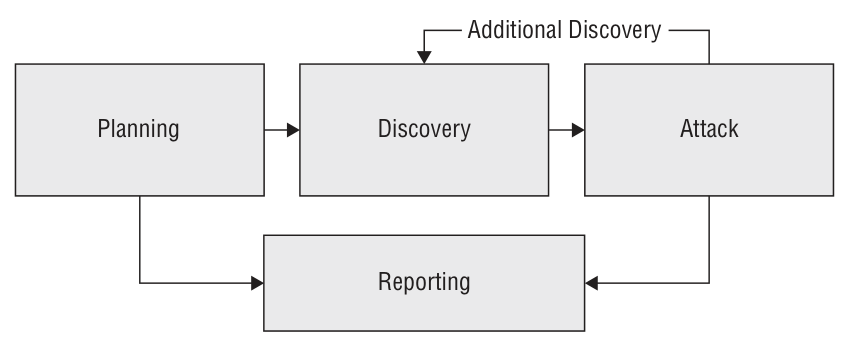 Additional Discovery
Planning
Discovery
Attack
Reporting